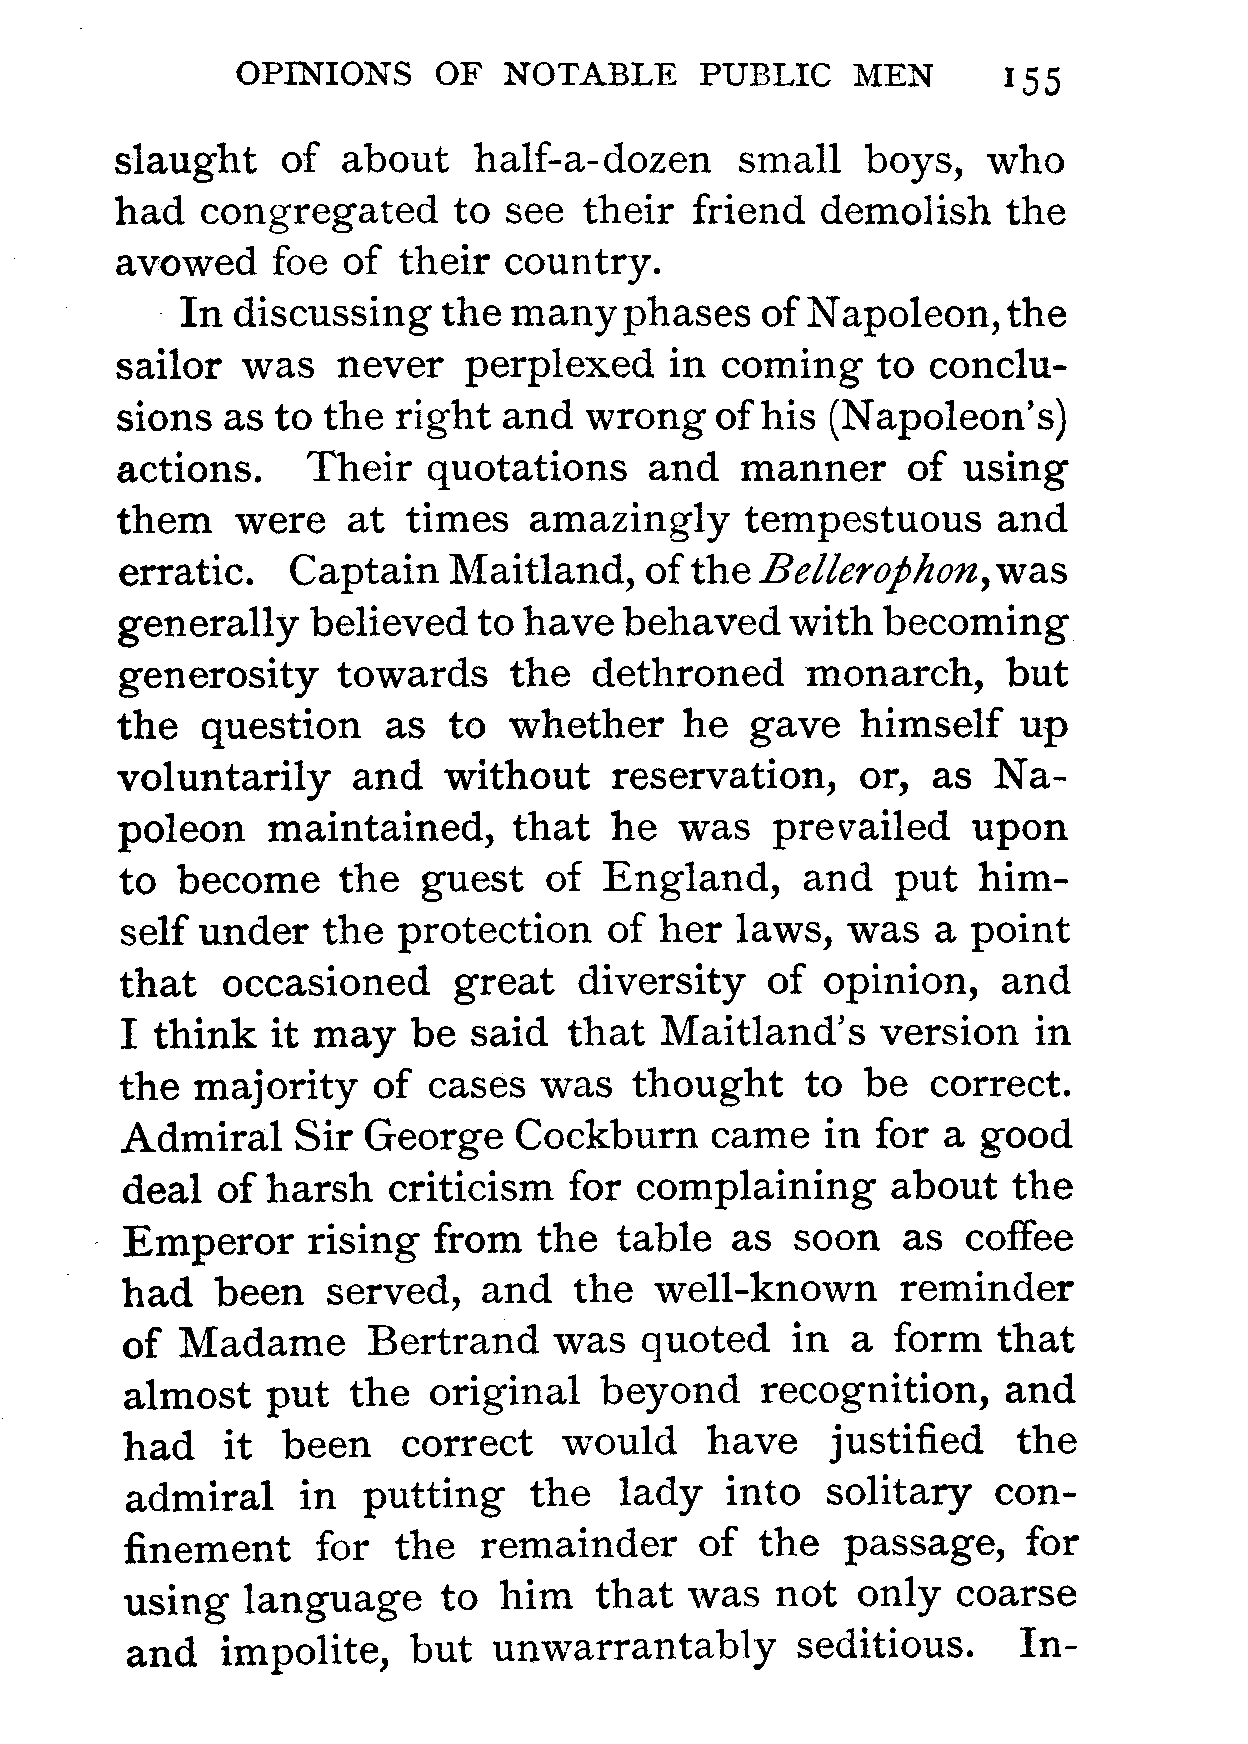 OPINIONS OF NOTABLE PUBLIC MEN 155
slaught of about half-a-dozen small boys, who
had congregated to see their friend demolish the
avowed foe of their country.
In discussing the many phases of Napoleon, the
sailor was never perplexed in coming to conclu-
sions as to the right and wrong of his (Napoleon's)
actions. Their quotations and manner of using
them were at times amazingly tempestuous and
erratic. Captain Maitland, of the Bellerophon, was
generally believed to have behaved with becoming
generosity towards the dethroned monarch, but
the question as to whether he gave himself up
voluntarily and without reservation, or, as Na-
poleon maintained, that he was prevailed upon
to become the guest of England, and put him-
self under the protection of her laws, was a point
that occasioned great diversity of opinion, and
I think it may be said that Maitland's version in
the majority of cases was thought to be correct.
Admiral Sir George Cockburn came in for a good
deal of harsh criticism for complaining about the
Emperor rising from the table as soon as coffee
had been served, and the well-known reminder
of Madame Bertrand was quoted in a form that
almost put the original beyond recognition, and
had it been correct would have justified the
admiral in putting the lady into solitary con-
finement for the remainder of the passage, for
using language to him that was not only coarse
and impolite, but unwarrantably seditious. In-